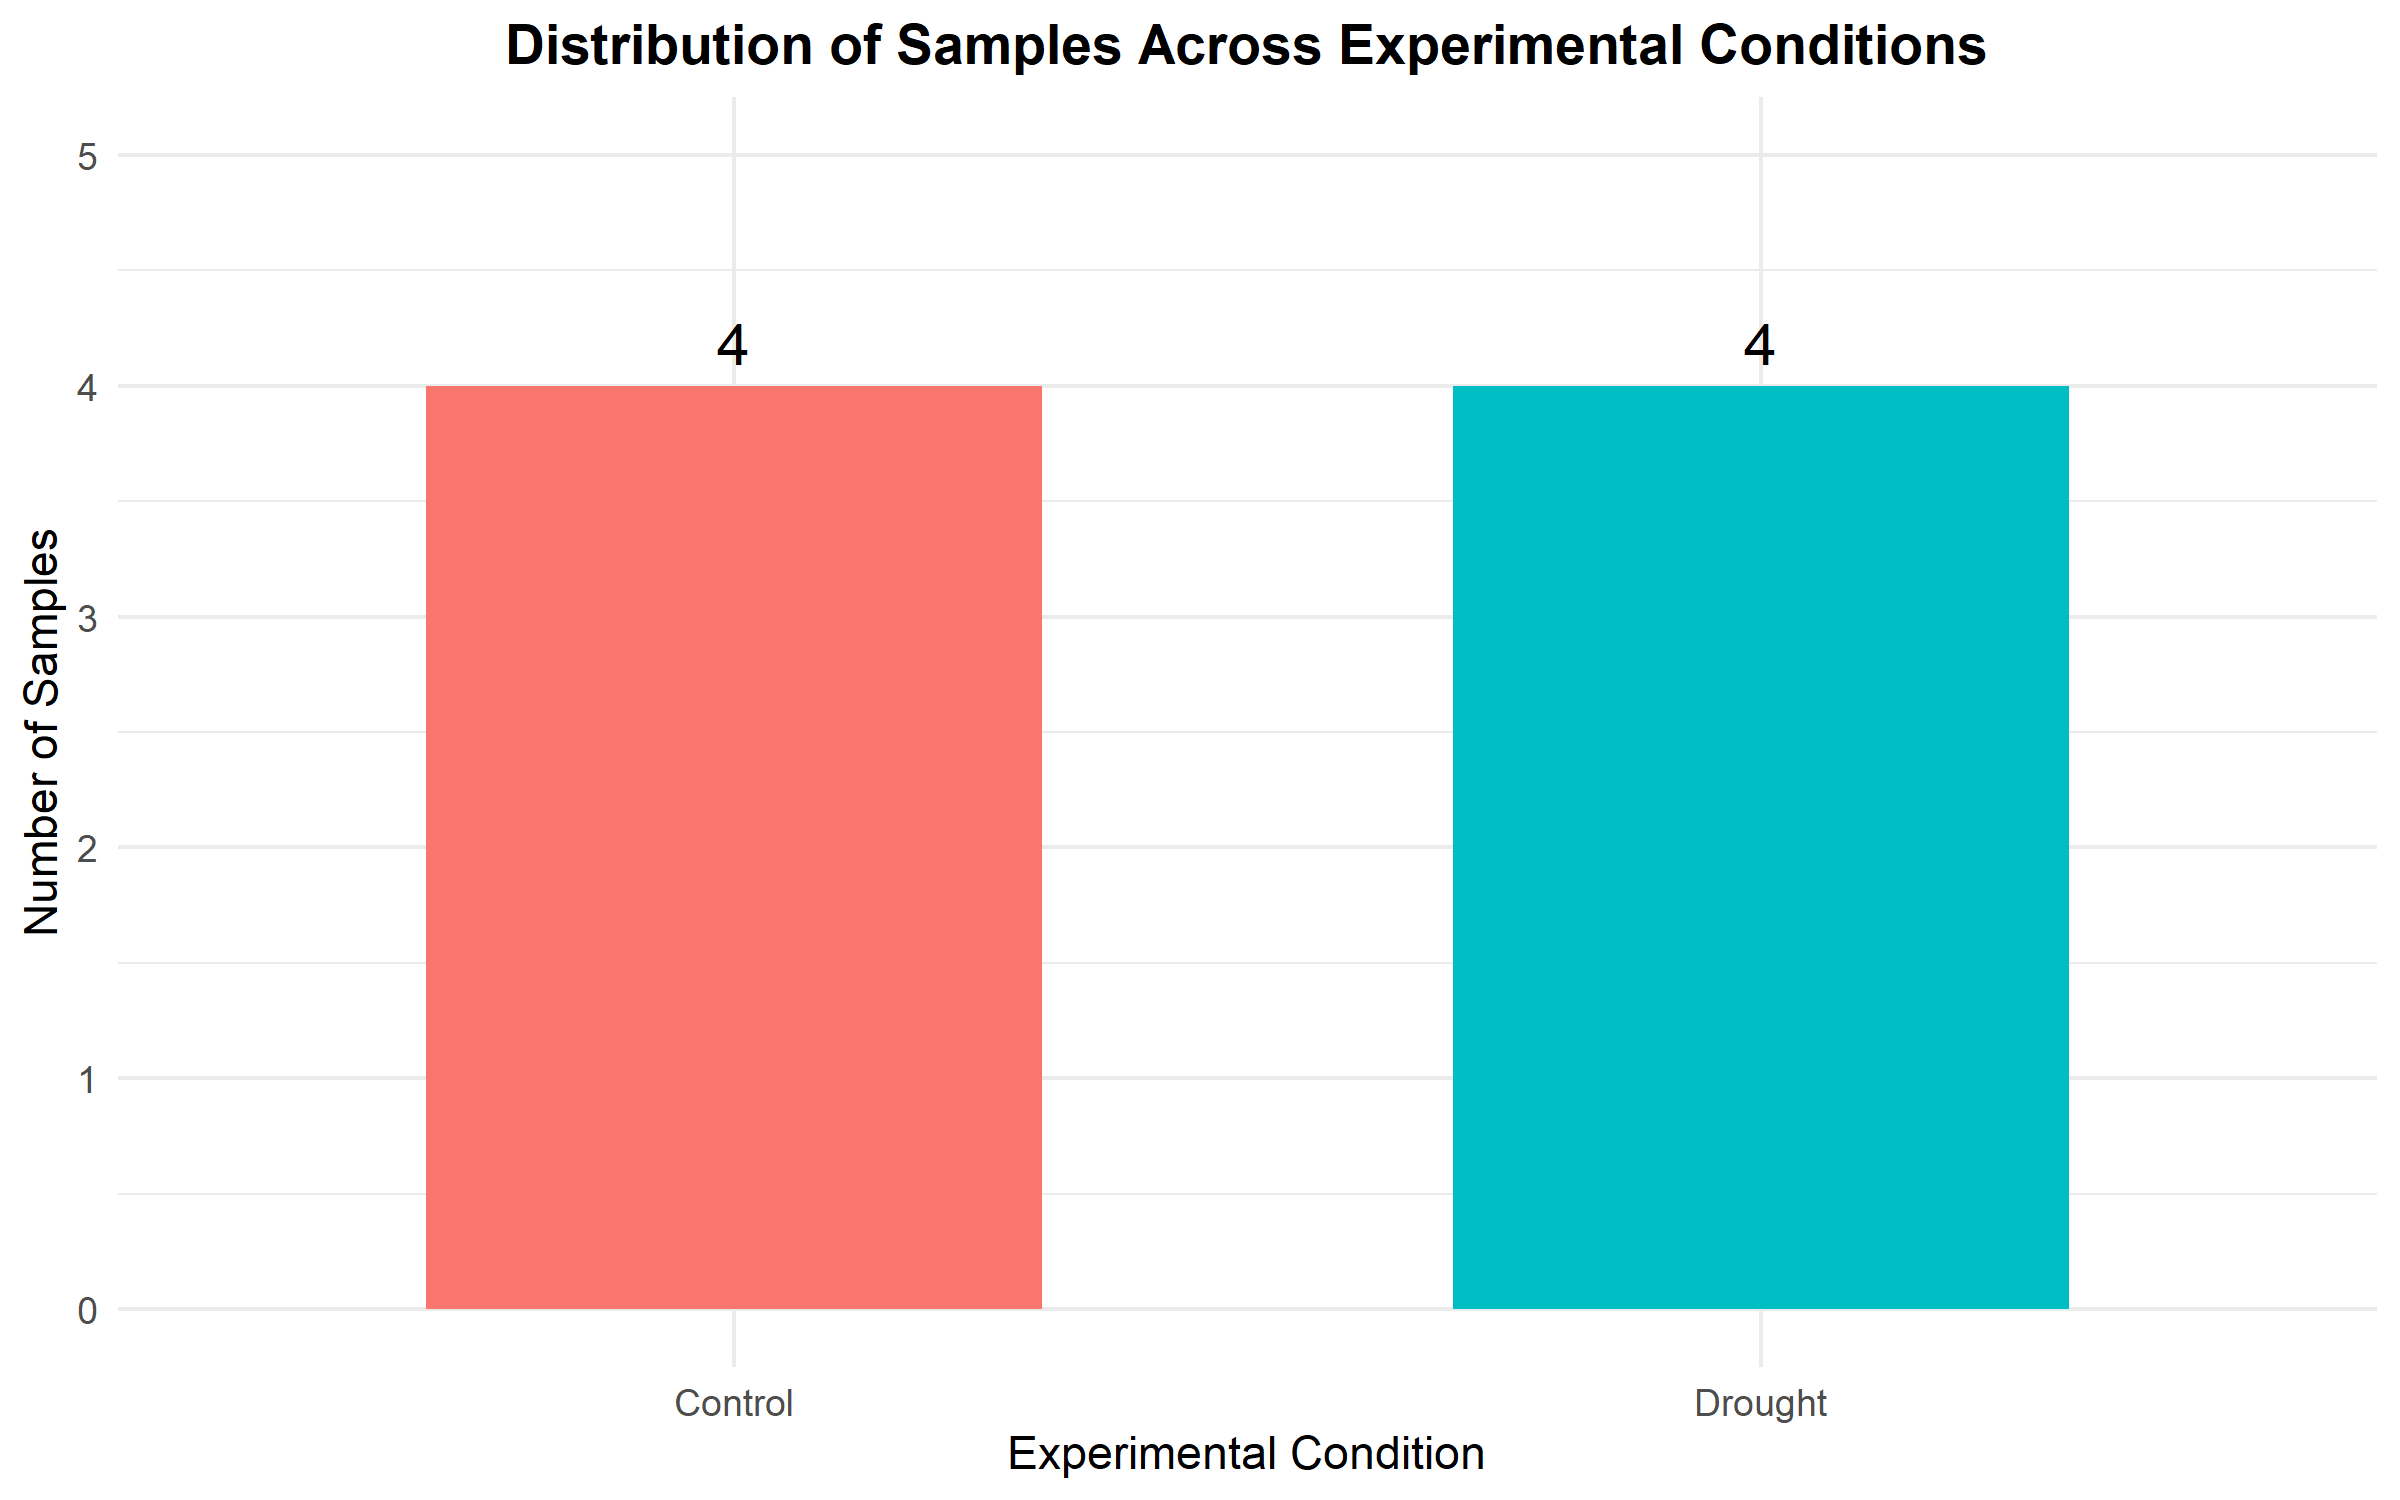 Distribution of Samples Across Experimental Conditions
5
4
4
4
3
2
1
0
Number of Samples
Control
Drought
Experimental Condition